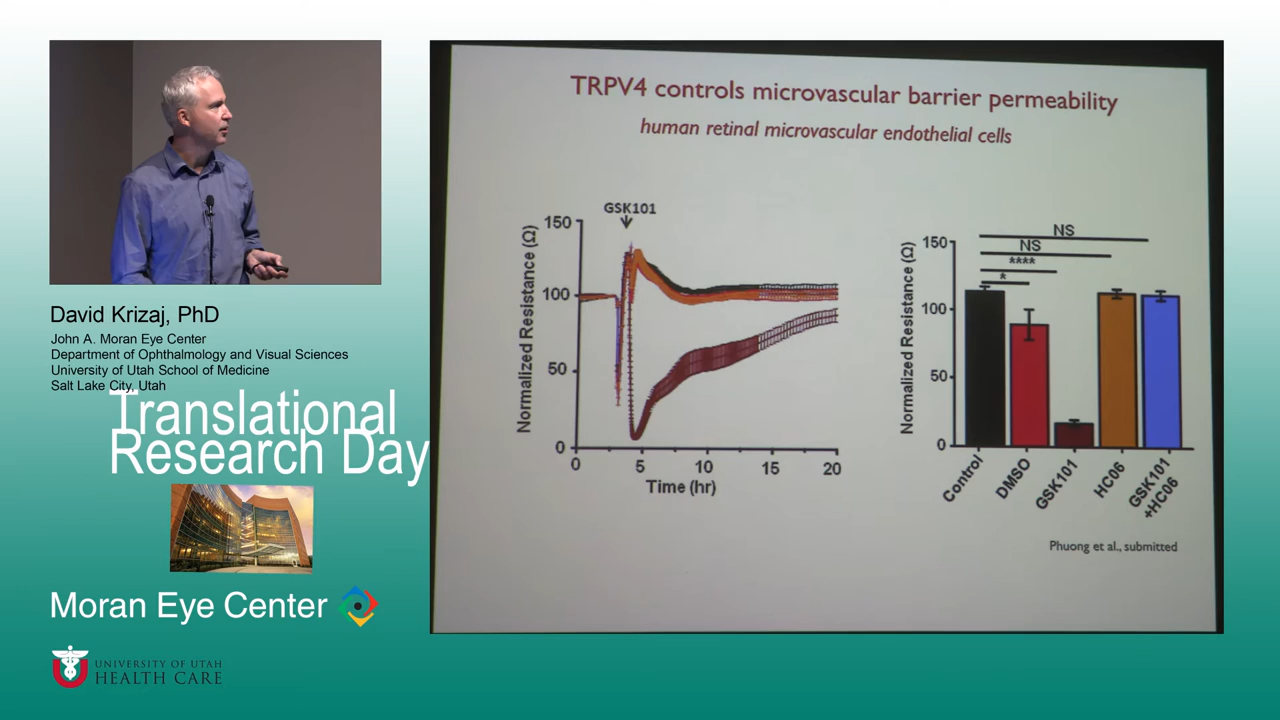 David Krizaj, PhD
John A. Moran Eye Center
Department of Ophthalmology and Visual Sciences
University of Utah School of Medicine
Salt Lake City, Utah
Translational
Research Day
Moran Eye Center
UNIVERSITY OF UTAH
HEALTH CARE
TRPV4 controls microvascular barrier permeability
human retinal microvascular endothelial cells
GSK101
Normalized Resistance (Ω)
150
100
50
0
0 5 10 15 20
Time (hr)
Normalized Resistance (Ω)
150
100
50
0
NS
NS
****
*
Control
DMSO
GSK101
HC06
GSK101
+HC06
Phuong et al., submitted